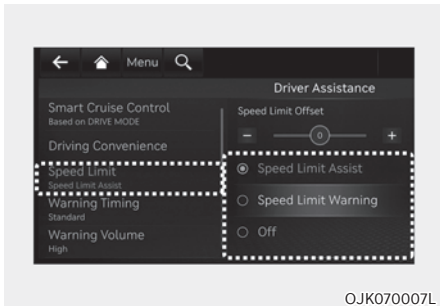 Menu
Driver Assistance
Smart Cruise Control
Based on DRIVE MODE
Driving Convenience
Speed Limit
Speed Limit Assist
Warning Timing
Standard
Warning Volume
High
Speed Limit Offset
− 0 +
Speed Limit Assist
Speed Limit Warning
Off
OJK070007L